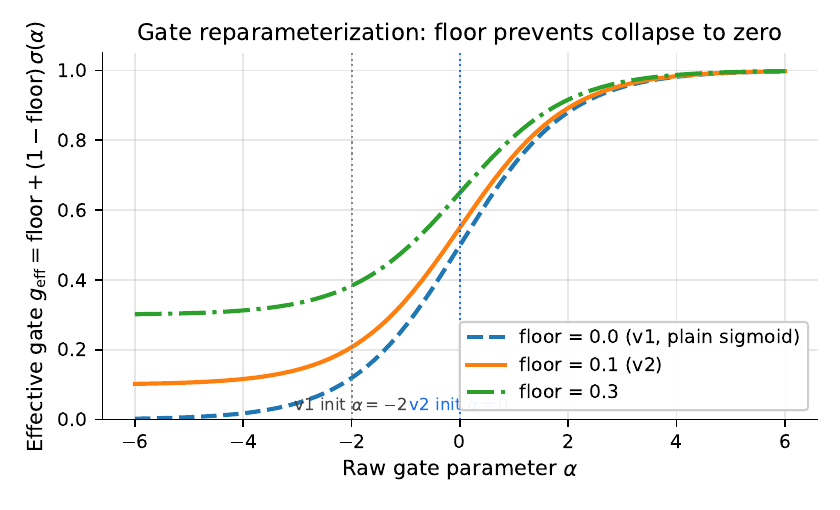 Gate reparameterization: floor prevents collapse to zero
Effective gate g_eff = floor + (1 − floor) σ(α)
1.0
0.8
0.6
0.4
0.2
0.0
floor = 0.0 (v1, plain sigmoid)
floor = 0.1 (v2)
floor = 0.3
v1 init α = −2
v2 init
−6
−4
−2
0
2
4
6
Raw gate parameter α